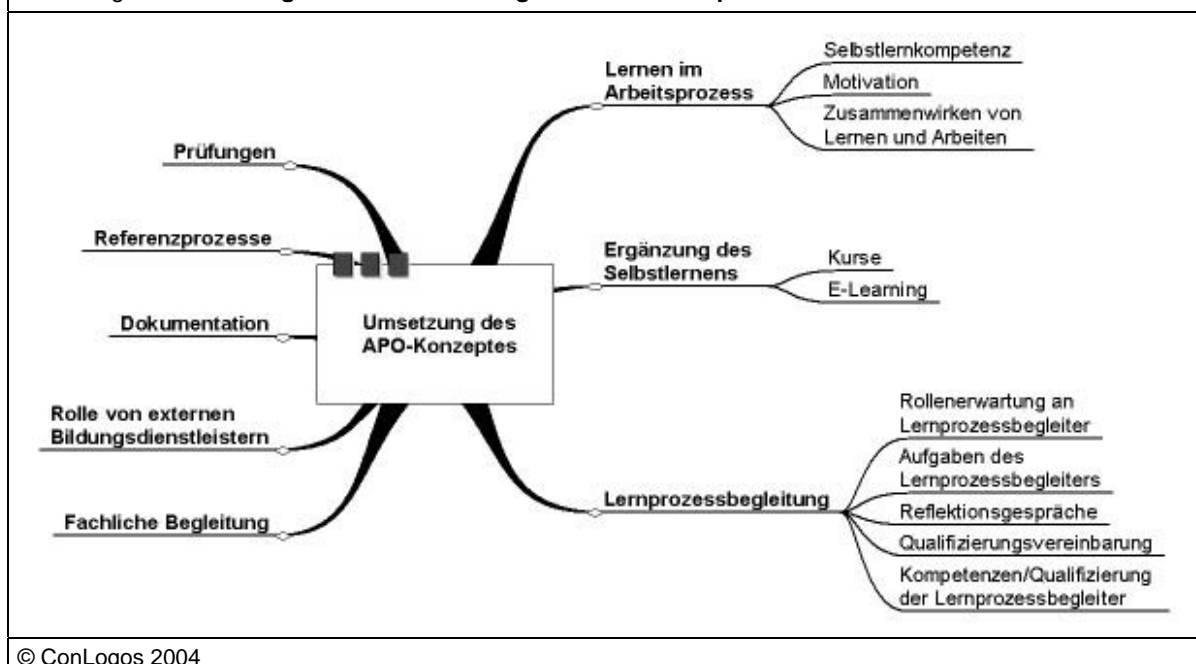 Lernen im
Arbeitsprozess
Selbstlernkompetenz
Motivation
Zusammenwirken von
Lernen und Arbeiten
Prüfungen
Referenzprozesse
Ergänzung des
Selbstlernens
Kurse
E-Learning
Dokumentation
Umsetzung des
APO-Konzeptes
Rolle von externen
Bildungsdienstleistern
Fachliche Begleitung
Lernprozessbegleitung
Rollenerwartung an
Lernprozessbegleiter
Aufgaben des
Lernprozessbegleiters
Reflektionsgespräche
Qualifizierungsvereinbarung
Kompetenzen/Qualifizierung
der Lernprozessbegleiter
© ConLogos 2004